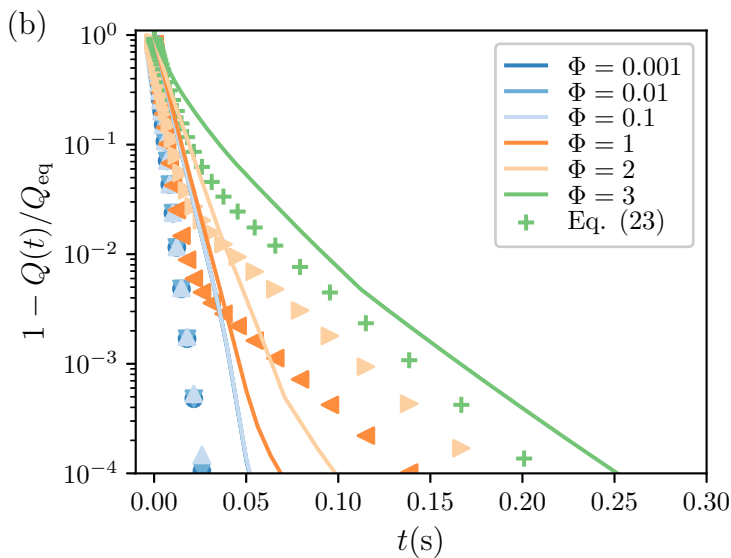 (b)
1 − Q(t)/Q_eq
10^0
10^−1
10^−2
10^−3
10^−4
Φ = 0.001
Φ = 0.01
Φ = 0.1
Φ = 1
Φ = 2
Φ = 3
Eq. (23)
0.00 0.05 0.10 0.15 0.20 0.25 0.30
t(s)